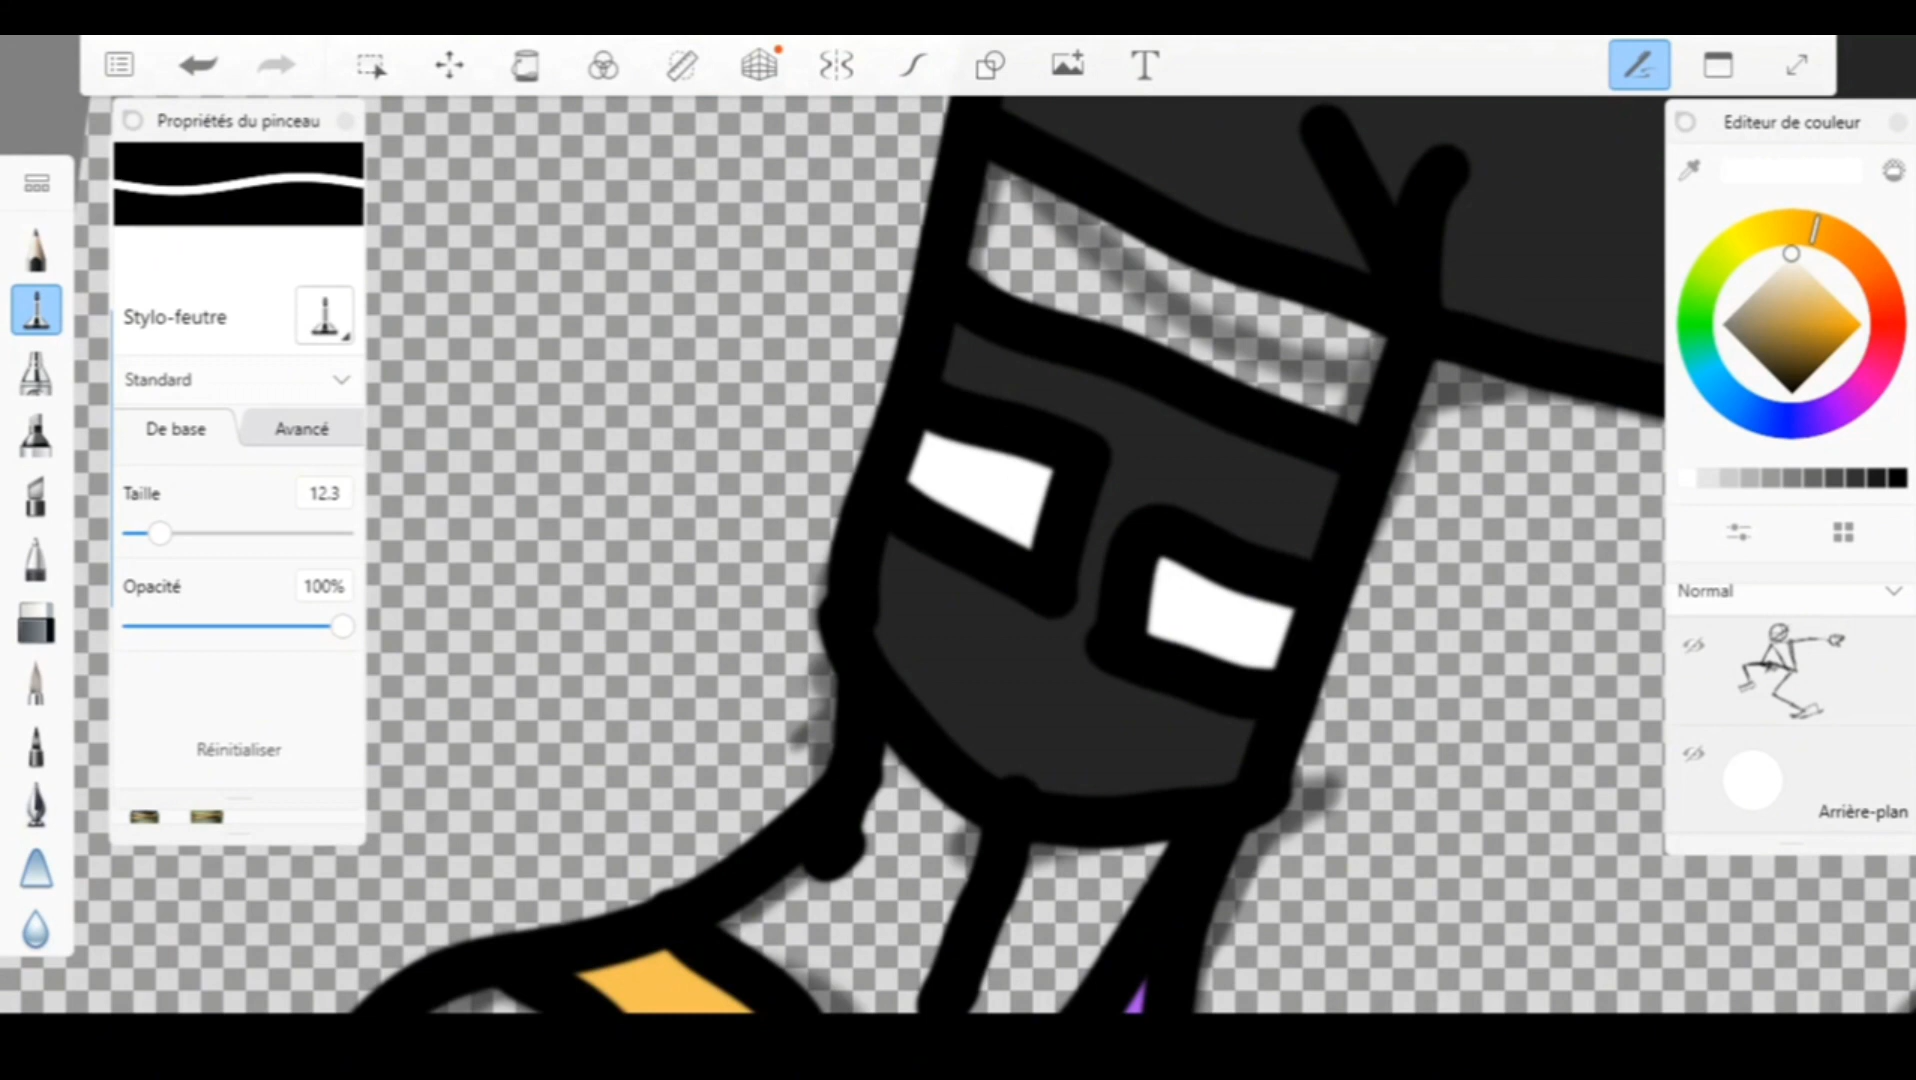 Propriétés du pinceau
Stylo-feutre
Standard
De base
Avancé
Taille
12.3
Opacité
100%
Réinitialiser
Editeur de couleur
Normal
Arrière-plan